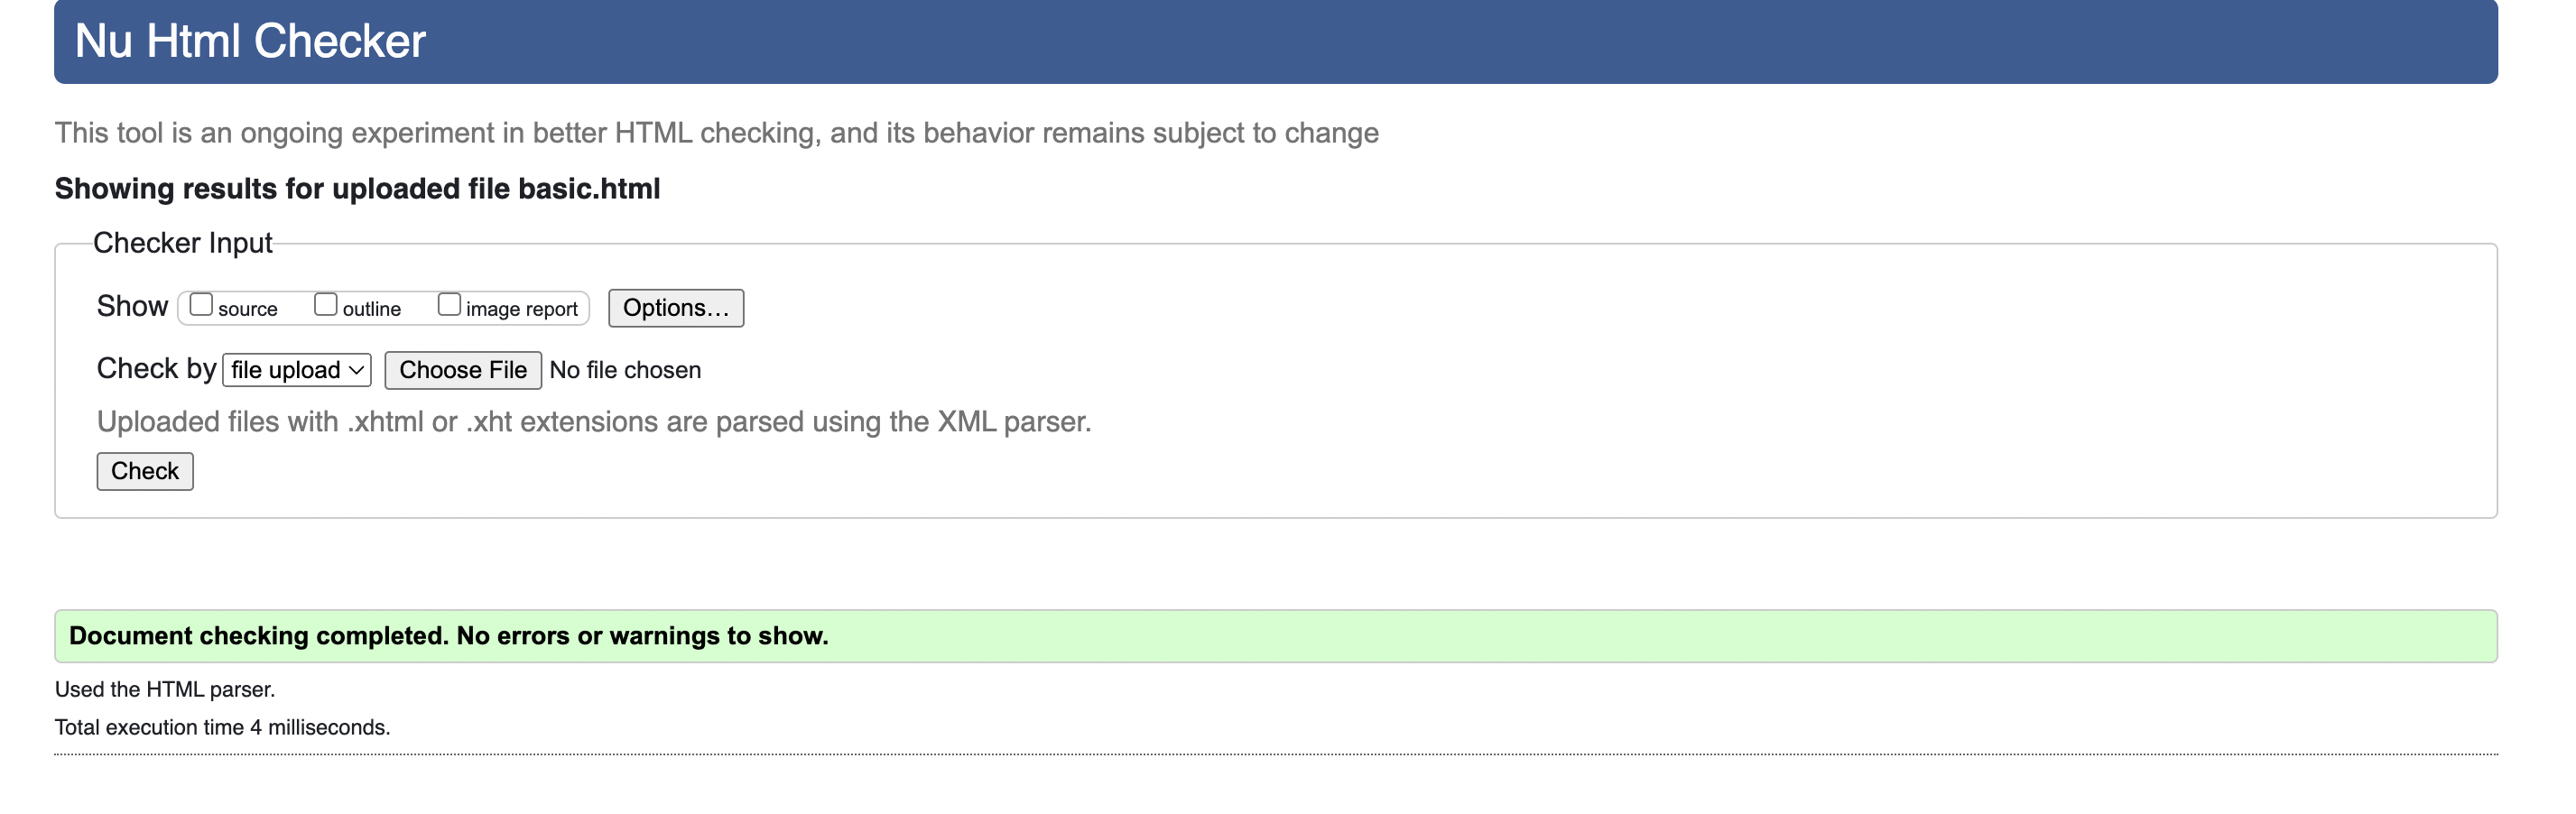 Nu Html Checker
This tool is an ongoing experiment in better HTML checking, and its behavior remains subject to change
Showing results for uploaded file basic.html
Checker Input
Show source outline image report Options...
Check by file upload Choose File No file chosen
Uploaded files with .xhtml or .xht extensions are parsed using the XML parser.
Check
Document checking completed. No errors or warnings to show.
Used the HTML parser.
Total execution time 4 milliseconds.